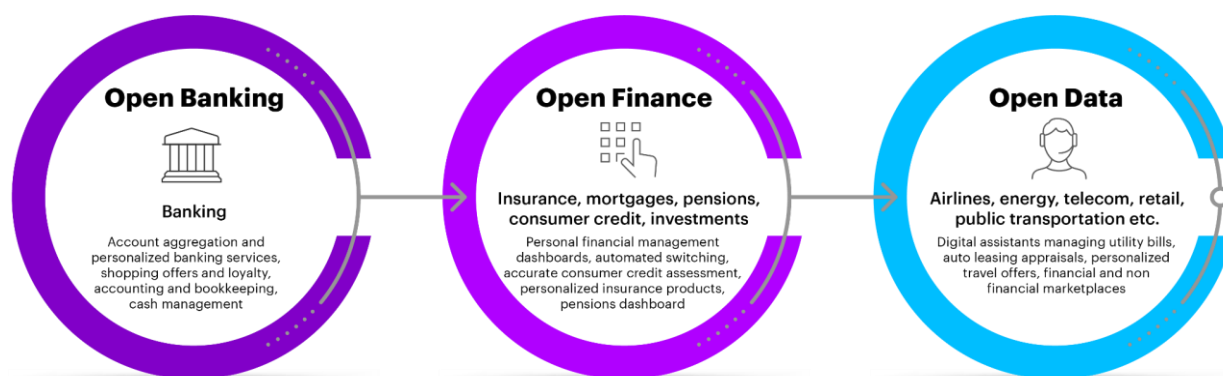 Open Banking
Banking
Account aggregation and
personalized banking services,
shopping offers and loyalty,
accounting and bookkeeping,
cash management
Open Finance
Insurance, mortgages, pensions,
consumer credit, investments
Personal financial management
dashboards, automated switching,
accurate consumer credit assessment,
personalized insurance products,
pensions dashboard
Open Data
Airlines, energy, telecom, retail,
public transportation etc.
Digital assistants managing utility bills,
auto leasing appraisals, personalized
travel offers, financial and non
financial marketplaces